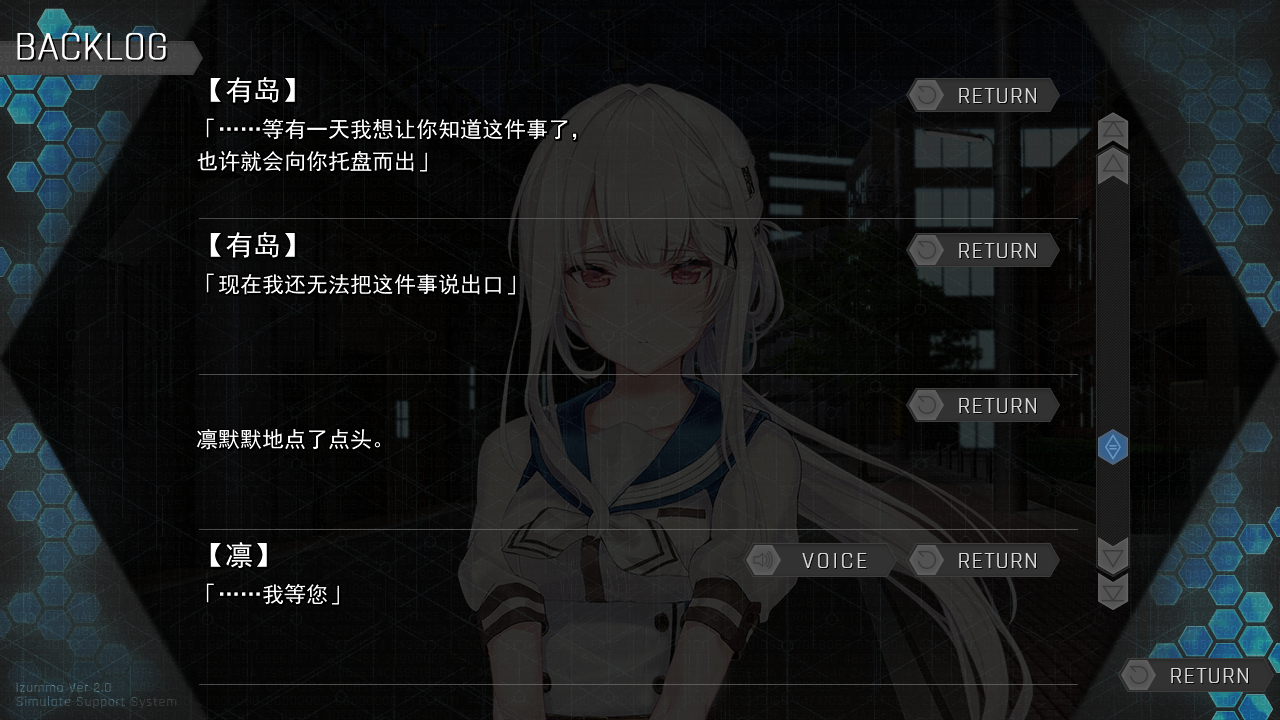 BACKLOG
【有岛】
RETURN
「……等有一天我想让你知道这件事了，
也许就会向你托盘而出」
【有岛】
RETURN
「现在我还无法把这件事说出口」
RETURN
凛默默地点了点头。
【凛】
VOICE
RETURN
「……我等您」
RETURN
Izumma Ver 2.0
Simulate Support System